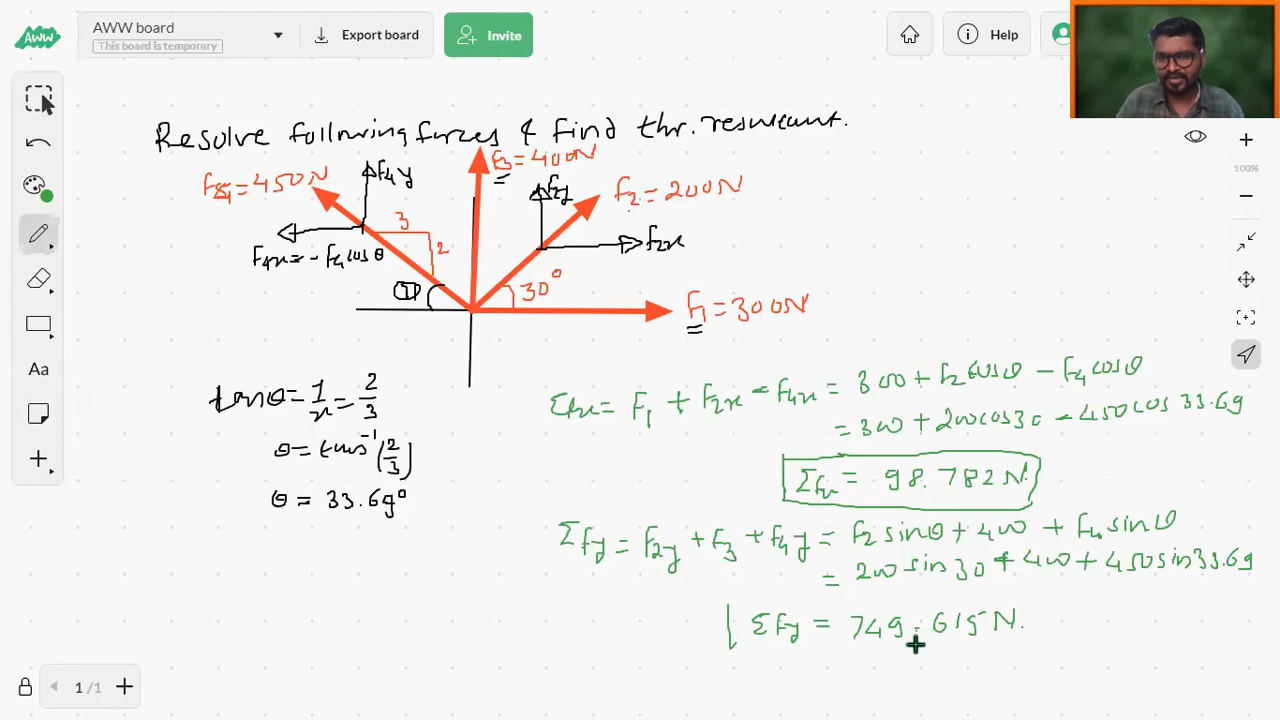 AWW
AWW board
This board is temporary
Export board
Invite
Help
Resolve following forces & find thr. resultant.
F4=450N
F4y
F3=400N
F2y
F2=200N
3
2
F4x=-F4cosθ
F2x
30°
F1=300N
100%
Aa
tanθ=1/x=2/3
θ=tan⁻¹(2/3)
θ=33.69°
ΣFx=F1+F2x-F4x=300+F2cosθ-F4cosθ
=300+200cos30-450cos33.69
ΣFx=98.782N
ΣFy=F2y+F3+F4y=F2sinθ+400+F4sinθ
=200sin30+400+450sin33.69
ΣFy=749.615N.
1 / 1